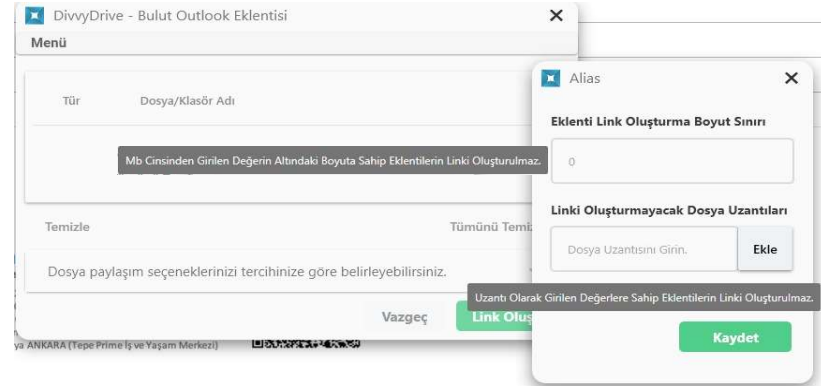 DivvyDrive - Bulut Outlook Eklentisi
Menü
Tür Dosya/Klasör Adı
Mb Cinsinden Girilen Değerin Altındaki Boyuta Sahip Eklentilerin Linki Oluşturulmaz.
Temizle Tümünü
Dosya paylaşım seçeneklerinizi tercihinize göre belirleyebilirsiniz.
Vazgeç Link
ya ANKARA (Tepe Prime İş ve Yaşam Merkezi)
Alias
Eklenti Link Oluşturma Boyut Sınırı
0
Linki Oluşturmayacak Dosya Uzantıları
Dosya Uzantısını Girin. Ekle
Uzantı Olarak Girilen Değerlere Sahip Eklentilerin Linki Oluşturulmaz.
Kaydet